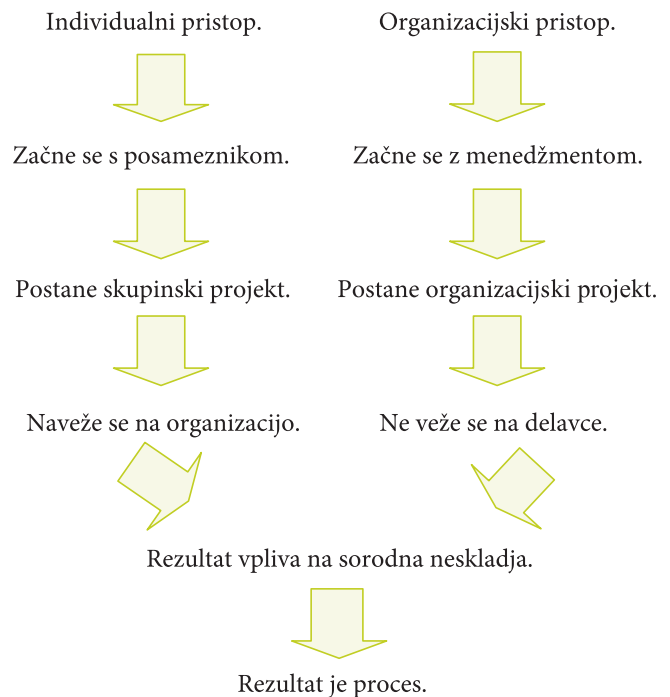 Individualni pristop.
Organizacijski pristop.
Začne se s posameznikom.
Začne se z menedžmentom.
Postane skupinski projekt.
Postane organizacijski projekt.
Naveže se na organizacijo.
Ne veže se na delavce.
Rezultat vpliva na sorodna neskladja.
Rezultat je proces.